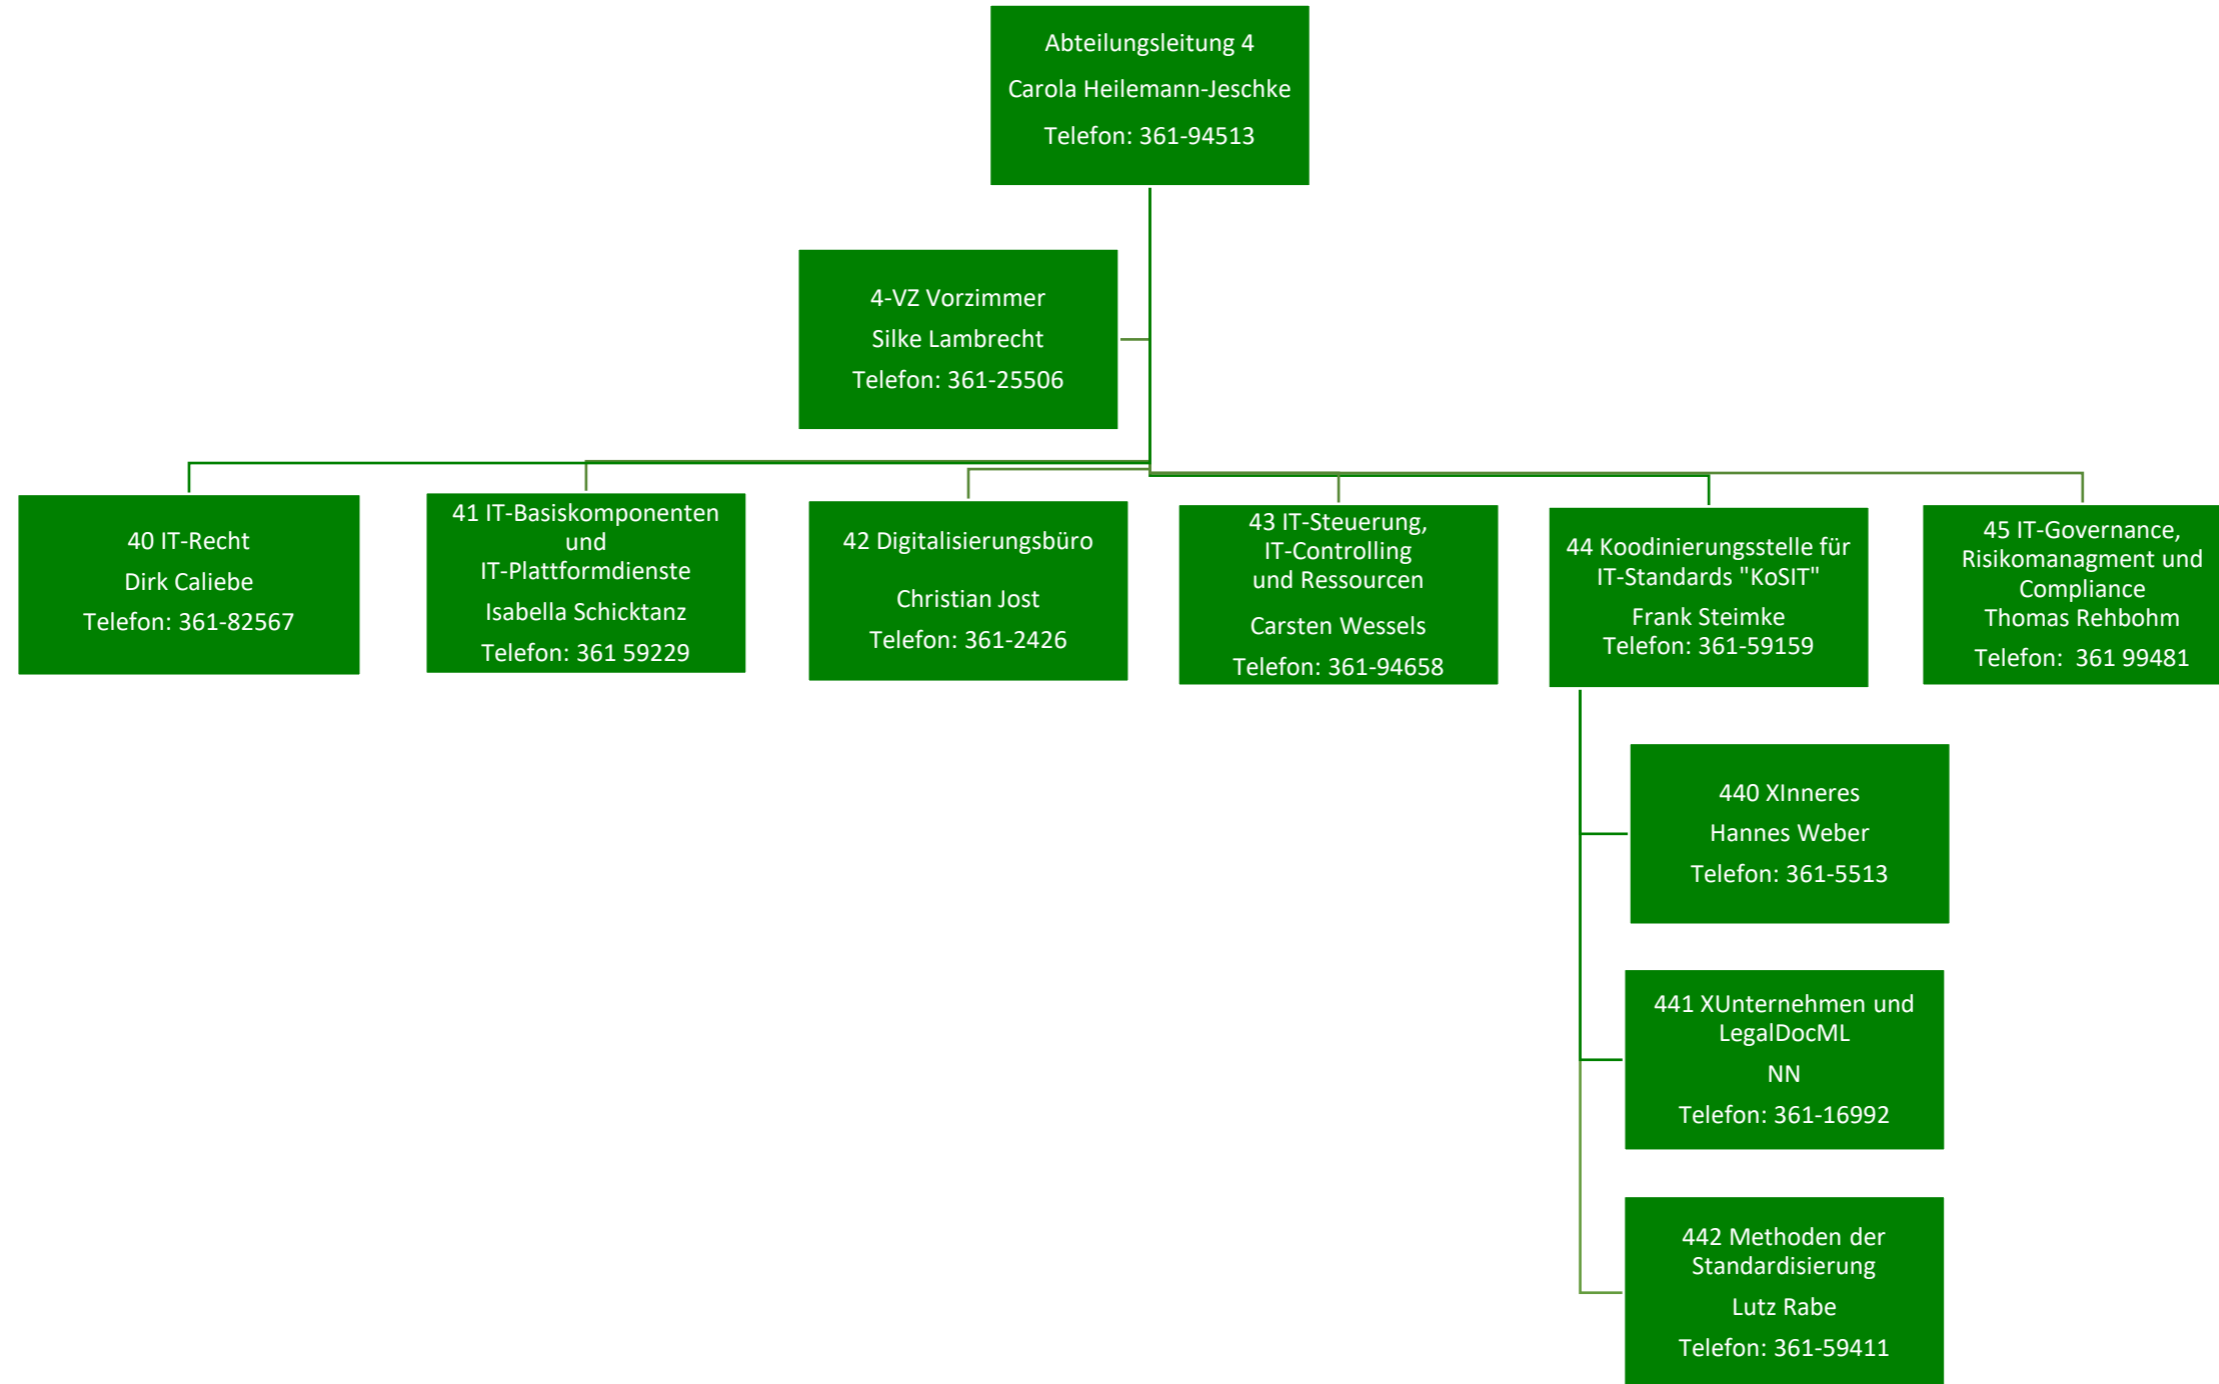 Abteilungsleitung 4
Carola Heilemann-Jeschke
Telefon: 361-94513
4-VZ Vorzimmer
Silke Lambrecht
Telefon: 361-25506
40 IT-Recht
Dirk Caliebe
Telefon: 361-82567
41 IT-Basiskomponenten
und
IT-Plattformdienste
Isabella Schicktanz
Telefon: 361 59229
42 Digitalisierungsbüro
Christian Jost
Telefon: 361-2426
43 IT-Steuerung,
IT-Controlling
und Ressourcen
Carsten Wessels
Telefon: 361-94658
44 Koodinierungsstelle für
IT-Standards "KoSIT"
Frank Steimke
Telefon: 361-59159
45 IT-Governance,
Risikomanagment und
Compliance
Thomas Rehbohm
Telefon:  361 99481
440 XInneres
Hannes Weber
Telefon: 361-5513
441 XUnternehmen und
LegalDocML
NN
Telefon: 361-16992
442 Methoden der
Standardisierung
Lutz Rabe
Telefon: 361-59411